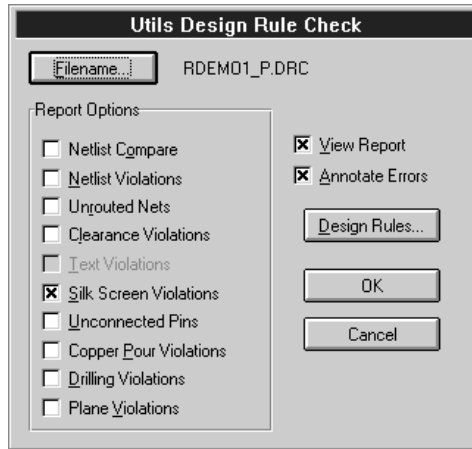 Utils Design Rule Check
Filename... RDEMO1_P.DRC
Report Options
Netlist Compare
Netlist Violations
Unrouted Nets
Clearance Violations
Text Violations
Silk Screen Violations
Unconnected Pins
Copper Pour Violations
Drilling Violations
Plane Violations
View Report
Annotate Errors
Design Rules...
OK
Cancel